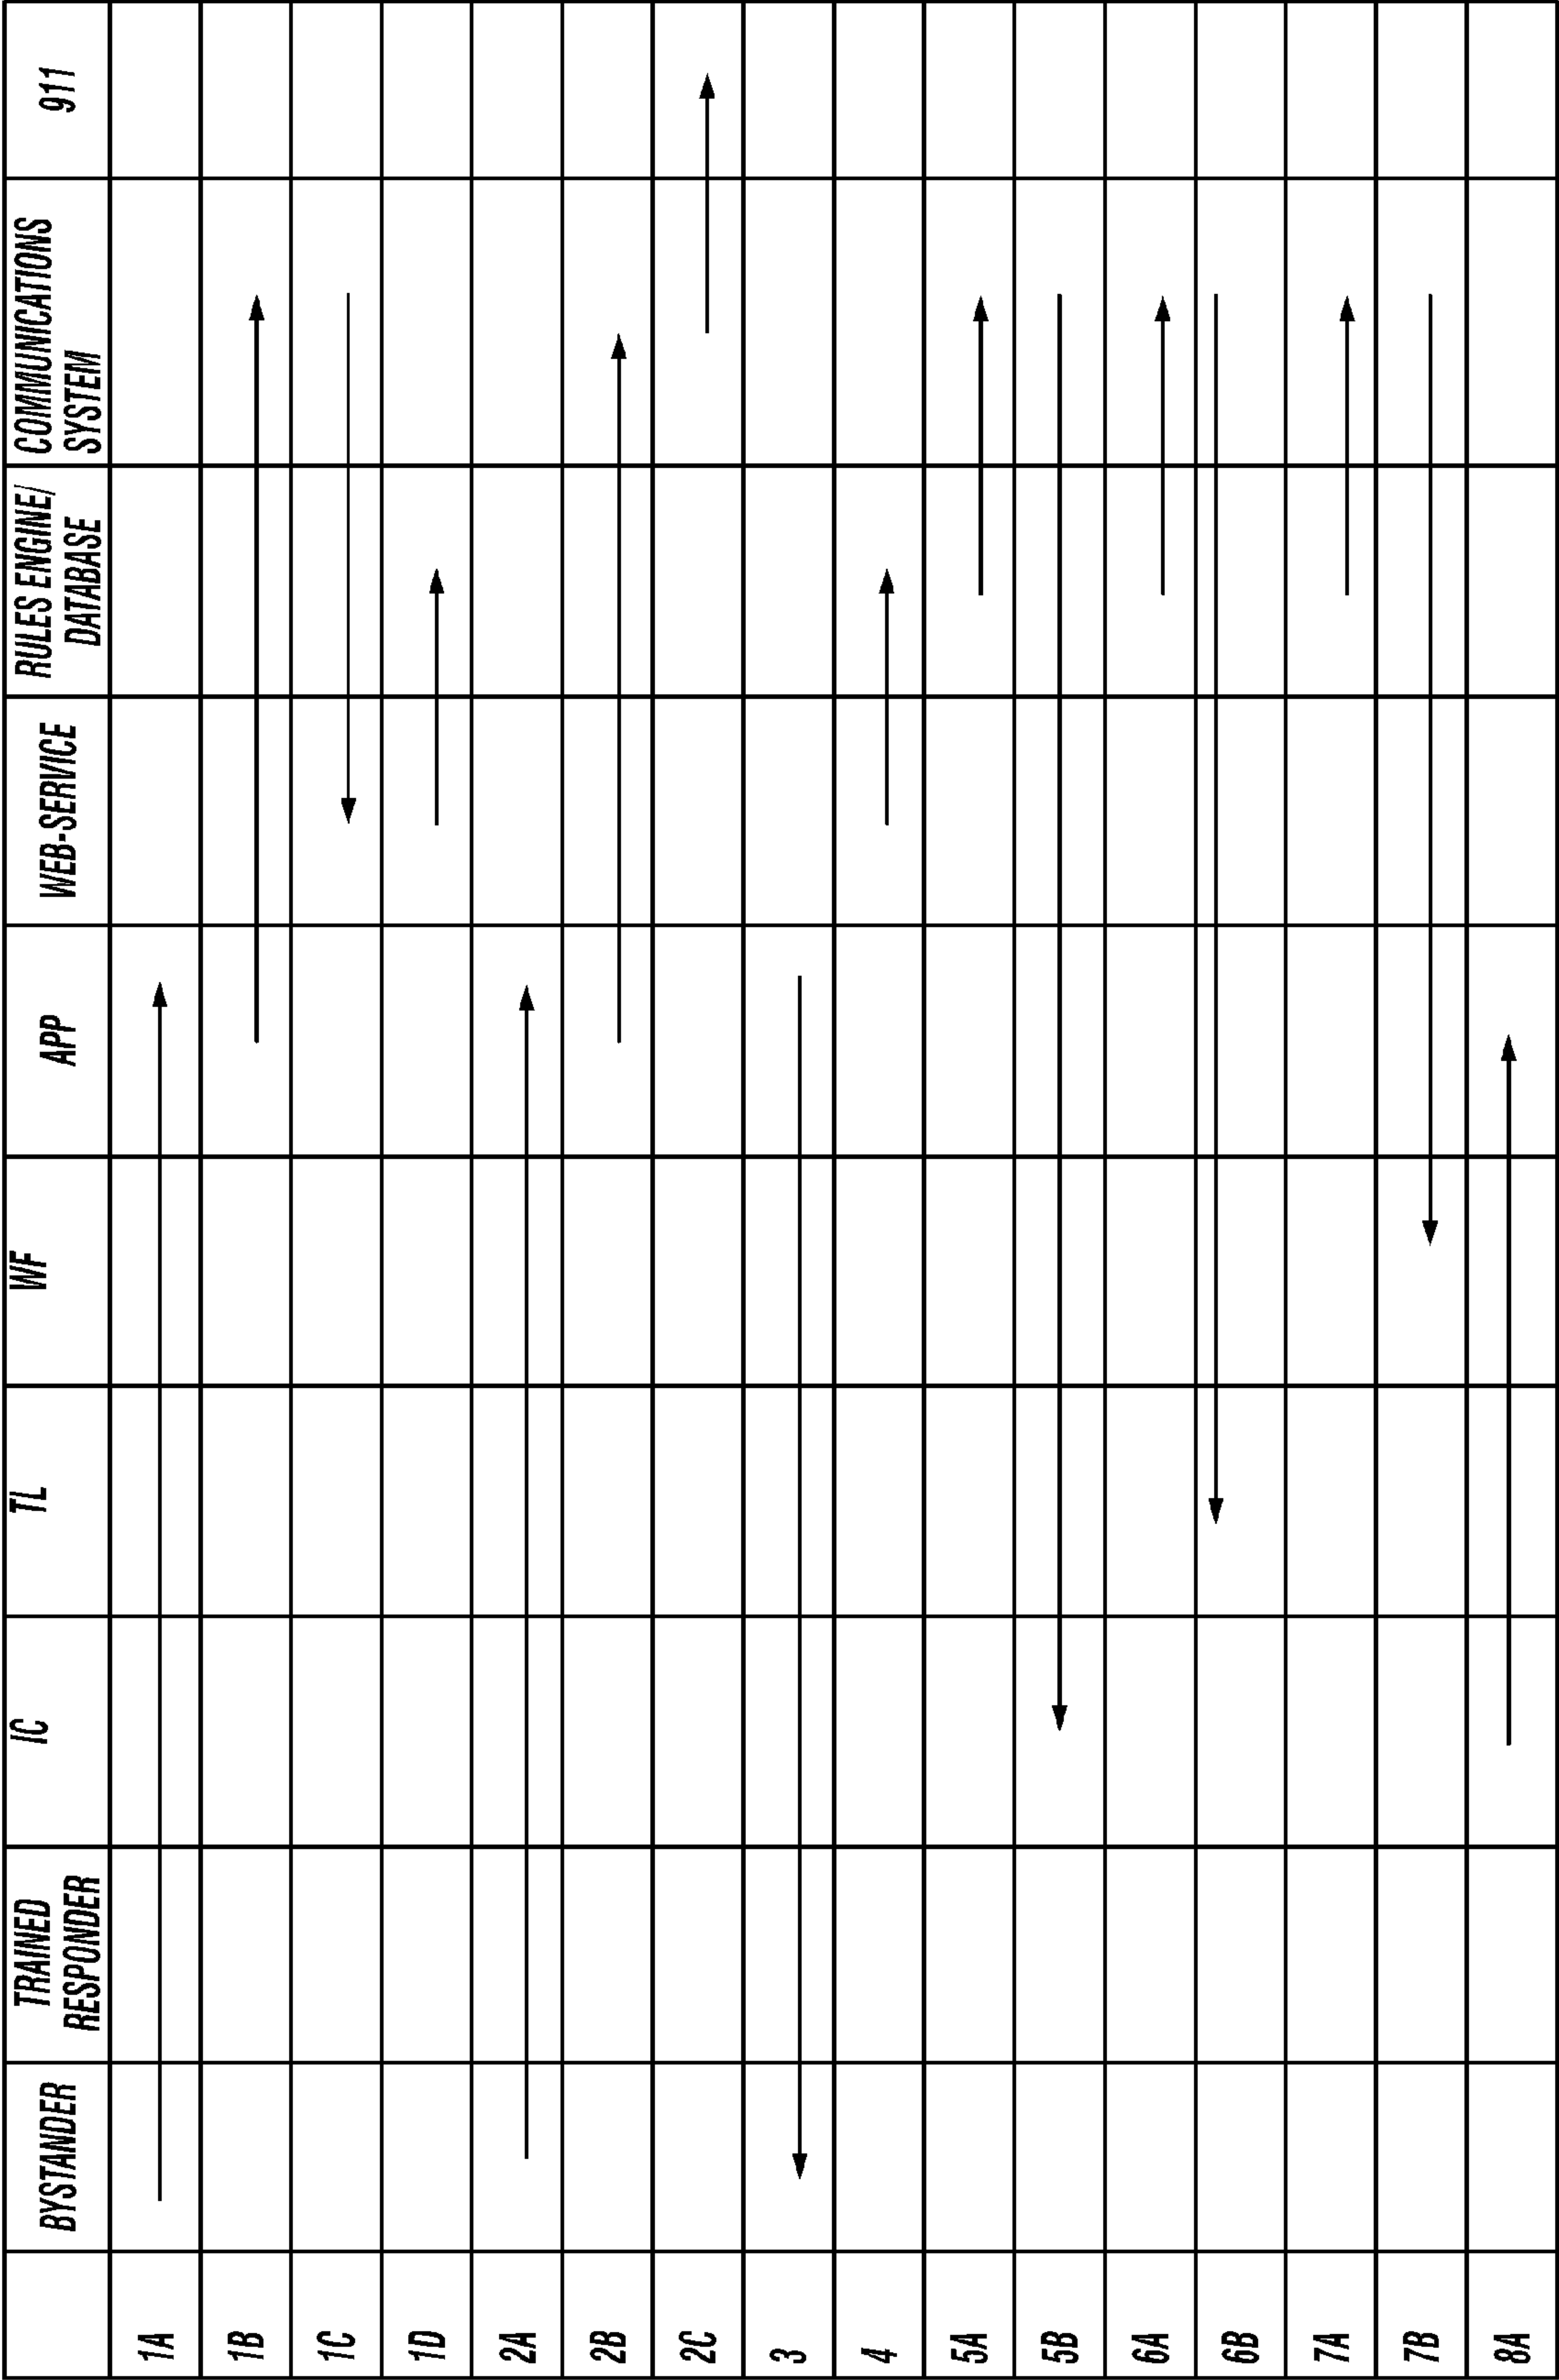 BYSTANDER
TRAINED
RESPONDER
IC
TL
WF
APP
WEB-SERVICE
RULES ENGINE/
DATABASE
COMMUNICATIONS
SYSTEM
911
1A
1B
1C
1D
2A
2B
2C
3
4
5A
5B
6A
6B
7A
7B
8A